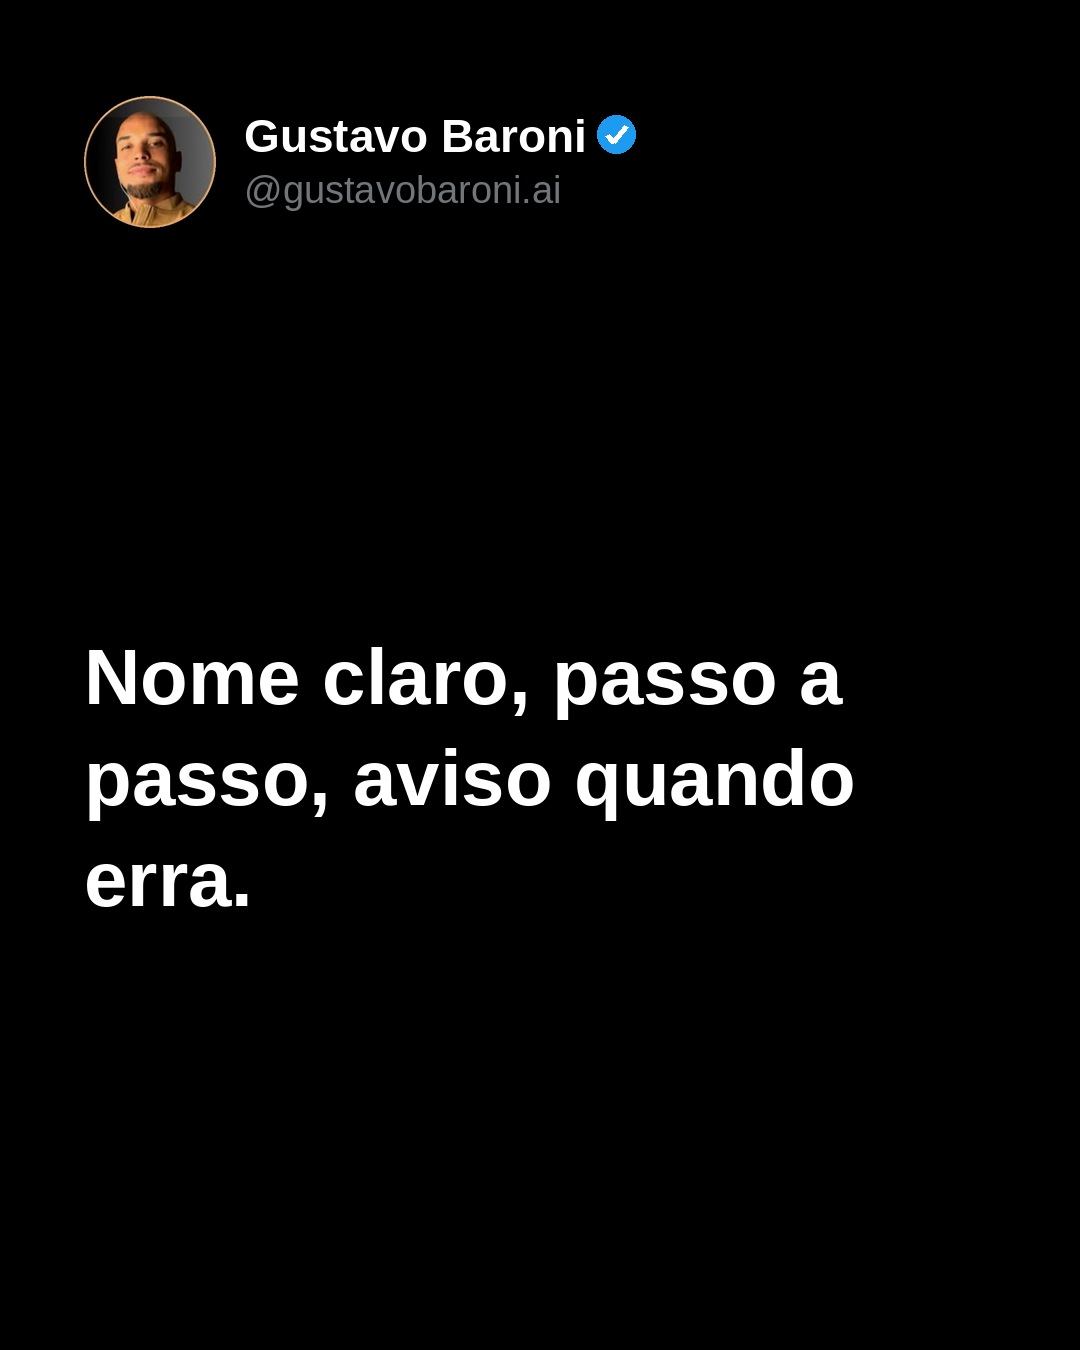 Gustavo Baroni
@gustavobaroni.ai
Nome claro, passo a
passo, aviso quando
erra.